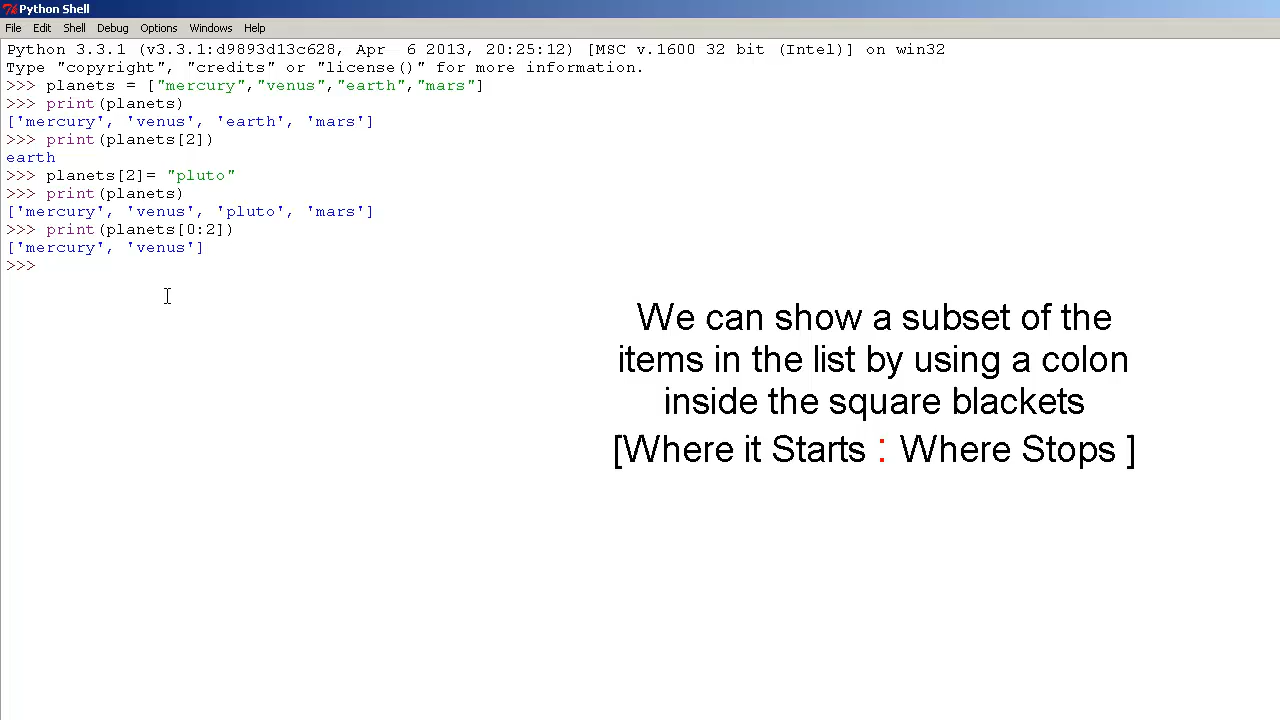 Python Shell
File Edit Shell Debug Options Windows Help
Python 3.3.1 (v3.3.1:d9893d13c628, Apr  6 2013, 20:25:12) [MSC v.1600 32 bit (Intel)] on win32
Type "copyright", "credits" or "license()" for more information.
>>> planets = ["mercury","venus","earth","mars"]
>>> print(planets)
['mercury', 'venus', 'earth', 'mars']
>>> print(planets[2])
earth
>>> planets[2]= "pluto"
>>> print(planets)
['mercury', 'venus', 'pluto', 'mars']
>>> print(planets[0:2])
['mercury', 'venus']
>>>
We can show a subset of the
items in the list by using a colon
inside the square blackets
[Where it Starts : Where Stops ]